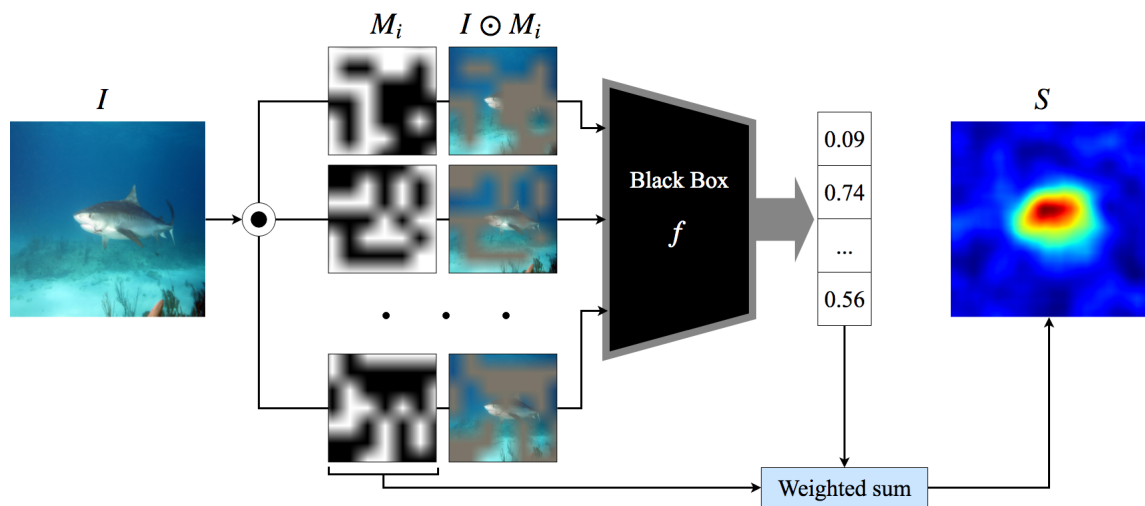 M_i
I ⊙ M_i
I
S
Black Box
f
0.09
0.74
...
0.56
Weighted sum